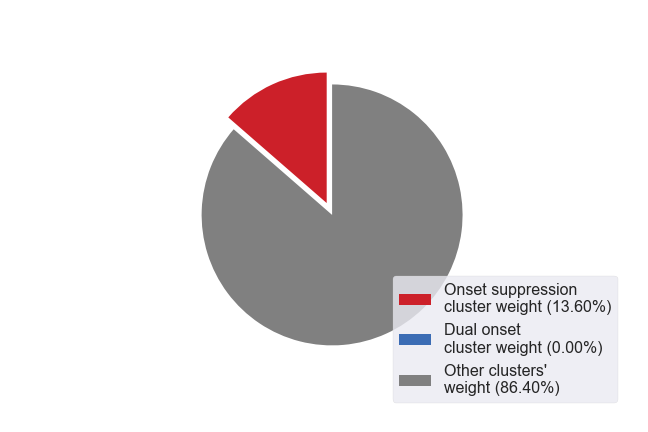 Onset suppression
cluster weight (13.60%)
Dual onset
cluster weight (0.00%)
Other clusters'
weight (86.40%)